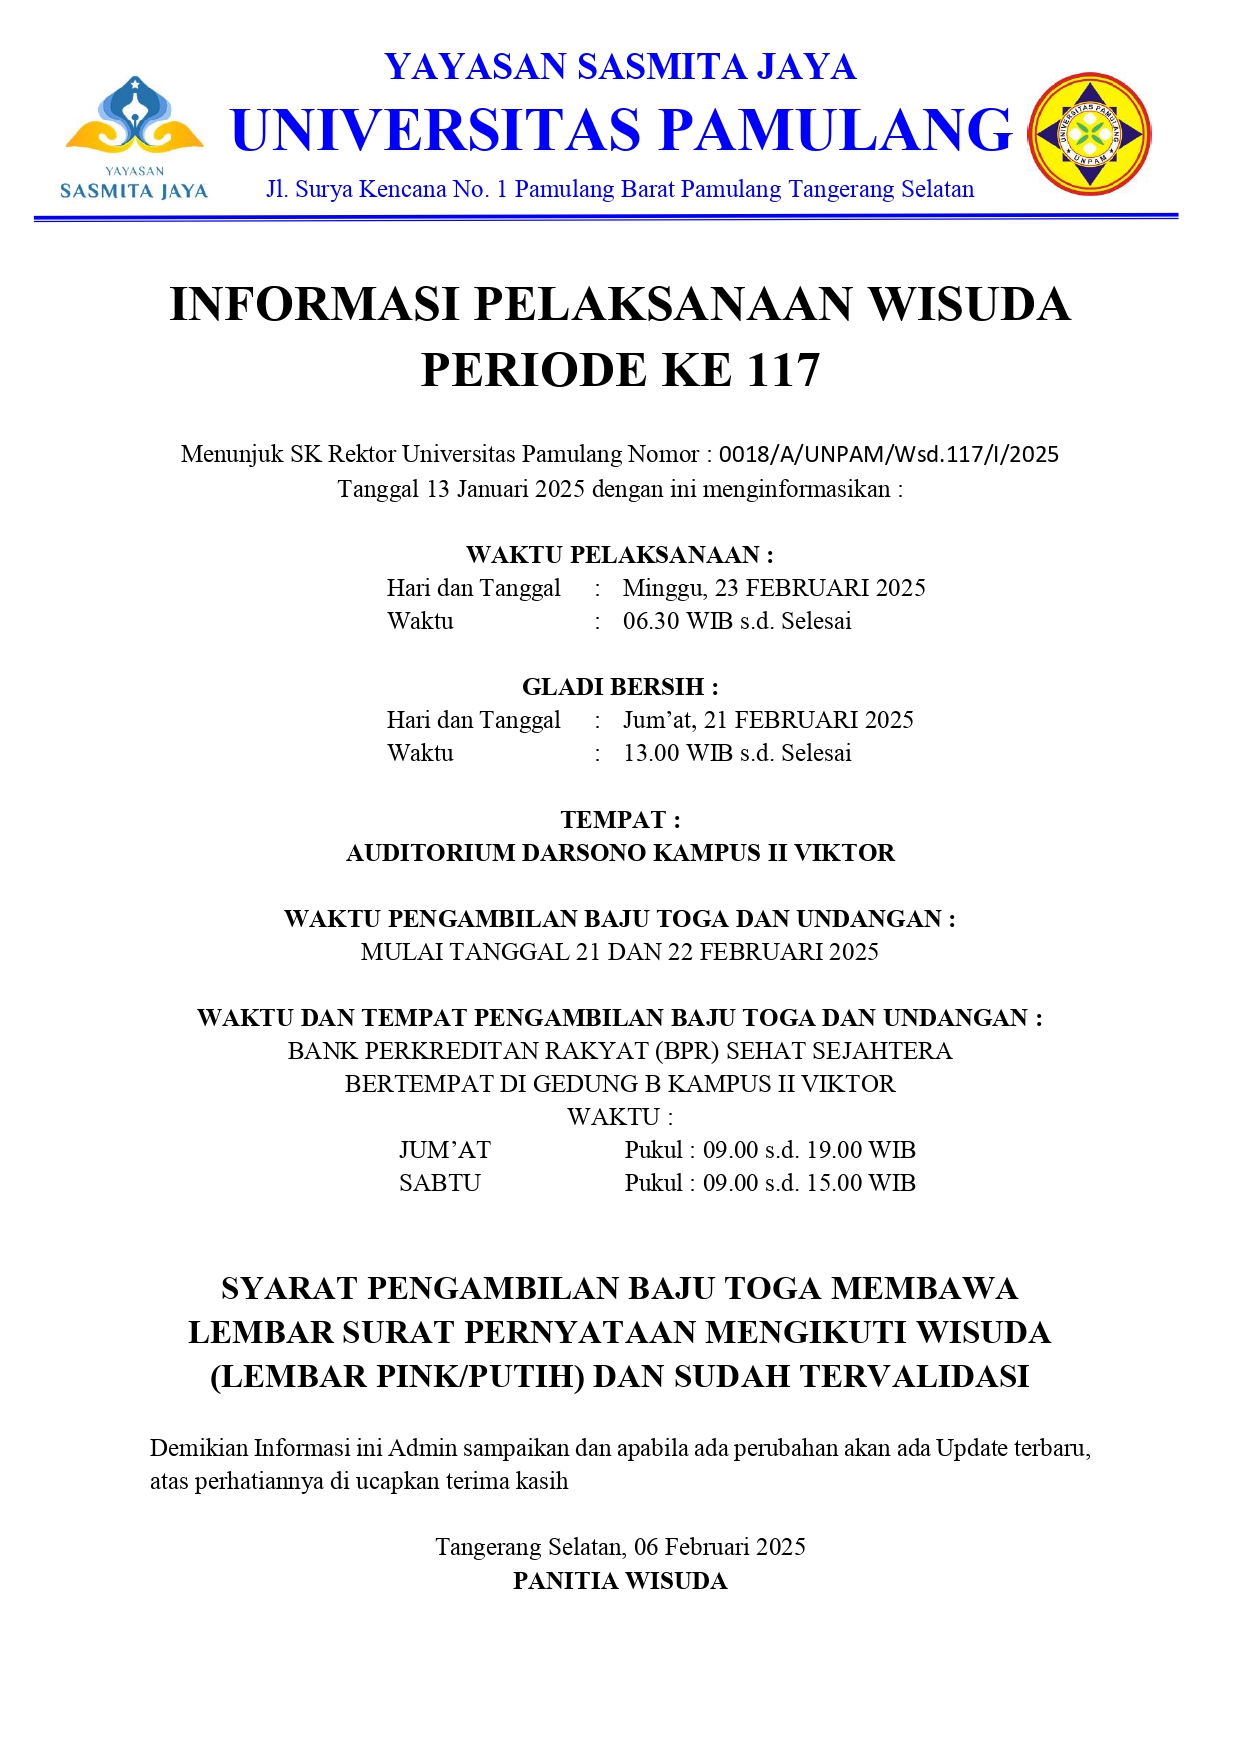 YAYASAN SASMITA JAYA
UNIVERSITAS PAMULANG
Jl. Surya Kencana No. 1 Pamulang Barat Pamulang Tangerang Selatan
YAYASAN
SASMITA JAYA
UNIVERSITAS PAMULANG
UNPAM
INFORMASI PELAKSANAAN WISUDA
PERIODE KE 117
Menunjuk SK Rektor Universitas Pamulang Nomor : 0018/A/UNPAM/Wsd.117/I/2025
Tanggal 13 Januari 2025 dengan ini menginformasikan :
WAKTU PELAKSANAAN :
Hari dan Tanggal : Minggu, 23 FEBRUARI 2025
Waktu : 06.30 WIB s.d. Selesai
GLADI BERSIH :
Hari dan Tanggal : Jum’at, 21 FEBRUARI 2025
Waktu : 13.00 WIB s.d. Selesai
TEMPAT :
AUDITORIUM DARSONO KAMPUS II VIKTOR
WAKTU PENGAMBILAN BAJU TOGA DAN UNDANGAN :
MULAI TANGGAL 21 DAN 22 FEBRUARI 2025
WAKTU DAN TEMPAT PENGAMBILAN BAJU TOGA DAN UNDANGAN :
BANK PERKREDITAN RAKYAT (BPR) SEHAT SEJAHTERA
BERTEMPAT DI GEDUNG B KAMPUS II VIKTOR
WAKTU :
JUM’AT Pukul : 09.00 s.d. 19.00 WIB
SABTU Pukul : 09.00 s.d. 15.00 WIB
SYARAT PENGAMBILAN BAJU TOGA MEMBAWA
LEMBAR SURAT PERNYATAAN MENGIKUTI WISUDA
(LEMBAR PINK/PUTIH) DAN SUDAH TERVALIDASI
Demikian Informasi ini Admin sampaikan dan apabila ada perubahan akan ada Update terbaru,
atas perhatiannya di ucapkan terima kasih
Tangerang Selatan, 06 Februari 2025
PANITIA WISUDA